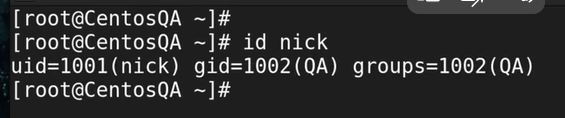 [root@CentosQA ~]#
[root@CentosQA ~]# id nick
uid=1001(nick) gid=1002(QA) groups=1002(QA)
[root@CentosQA ~]#